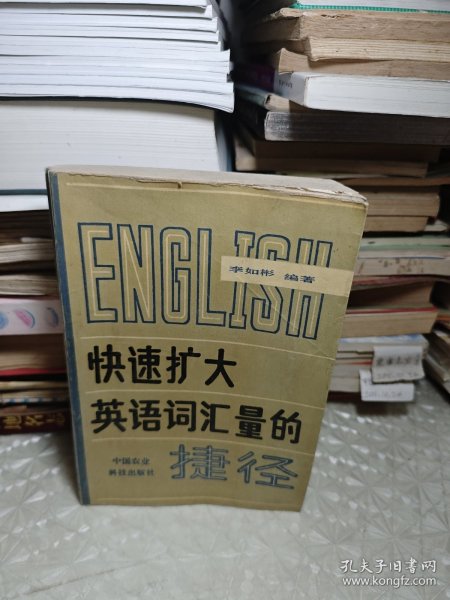 ENGLISH
李如彬 编著
快速扩大
英语词汇量的
捷径
中国农业
科技出版社
孔夫子旧书网
www.kongfz.com